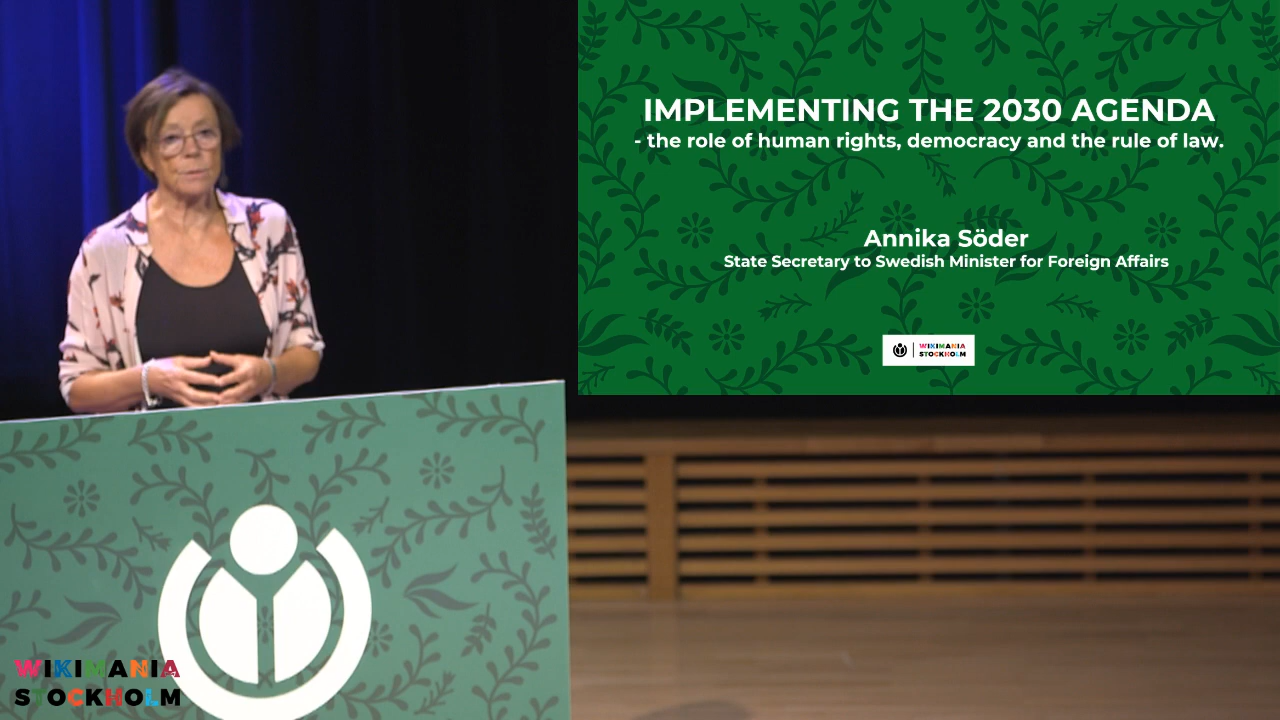 IMPLEMENTING THE 2030 AGENDA
- the role of human rights, democracy and the rule of law.
Annika Söder
State Secretary to Swedish Minister for Foreign Affairs
WIKIMANIA
STOCKHOLM
WIKIMANIA
STOCKHOLM